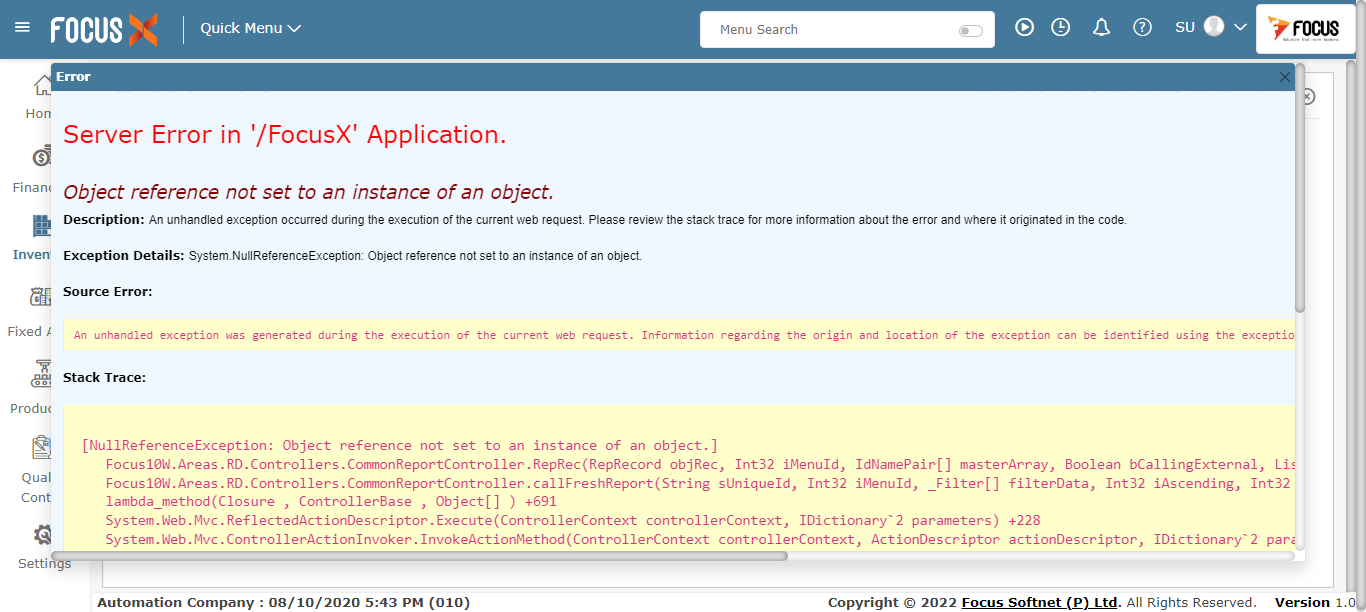 FOCUS X
Quick Menu
Menu Search
SU
FOCUS
Error
Server Error in '/FocusX' Application.
Object reference not set to an instance of an object.
Description: An unhandled exception occurred during the execution of the current web request. Please review the stack trace for more information about the error and where it originated in the code.
Exception Details: System.NullReferenceException: Object reference not set to an instance of an object.
Source Error:
An unhandled exception was generated during the execution of the current web request. Information regarding the origin and location of the exception can be identified using the exceptio
Stack Trace:
[NullReferenceException: Object reference not set to an instance of an object.]
Focus10W.Areas.RD.Controllers.CommonReportController.RepRec(RepRecord objRec, Int32 iMenuId, IdNamePair[] masterArray, Boolean bCallingExternal, Lis
Focus10W.Areas.RD.Controllers.CommonReportController.callFreshReport(String sUniqueId, Int32 iMenuId, _Filter[] filterData, Int32 iAscending, Int32
lambda_method(Closure , ControllerBase , Object[] ) +691
System.Web.Mvc.ReflectedActionDescriptor.Execute(ControllerContext controllerContext, IDictionary`2 parameters) +228
System.Web.Mvc.ControllerActionInvoker.InvokeActionMethod(ControllerContext controllerContext, ActionDescriptor actionDescriptor, IDictionary`2 para
Hom
Financ
Invent
Fixed A
Produc
Qual
Cont
Settings
Automation Company : 08/10/2020 5:43 PM (010)
Copyright © 2022 Focus Softnet (P) Ltd. All Rights Reserved. Version 1.0